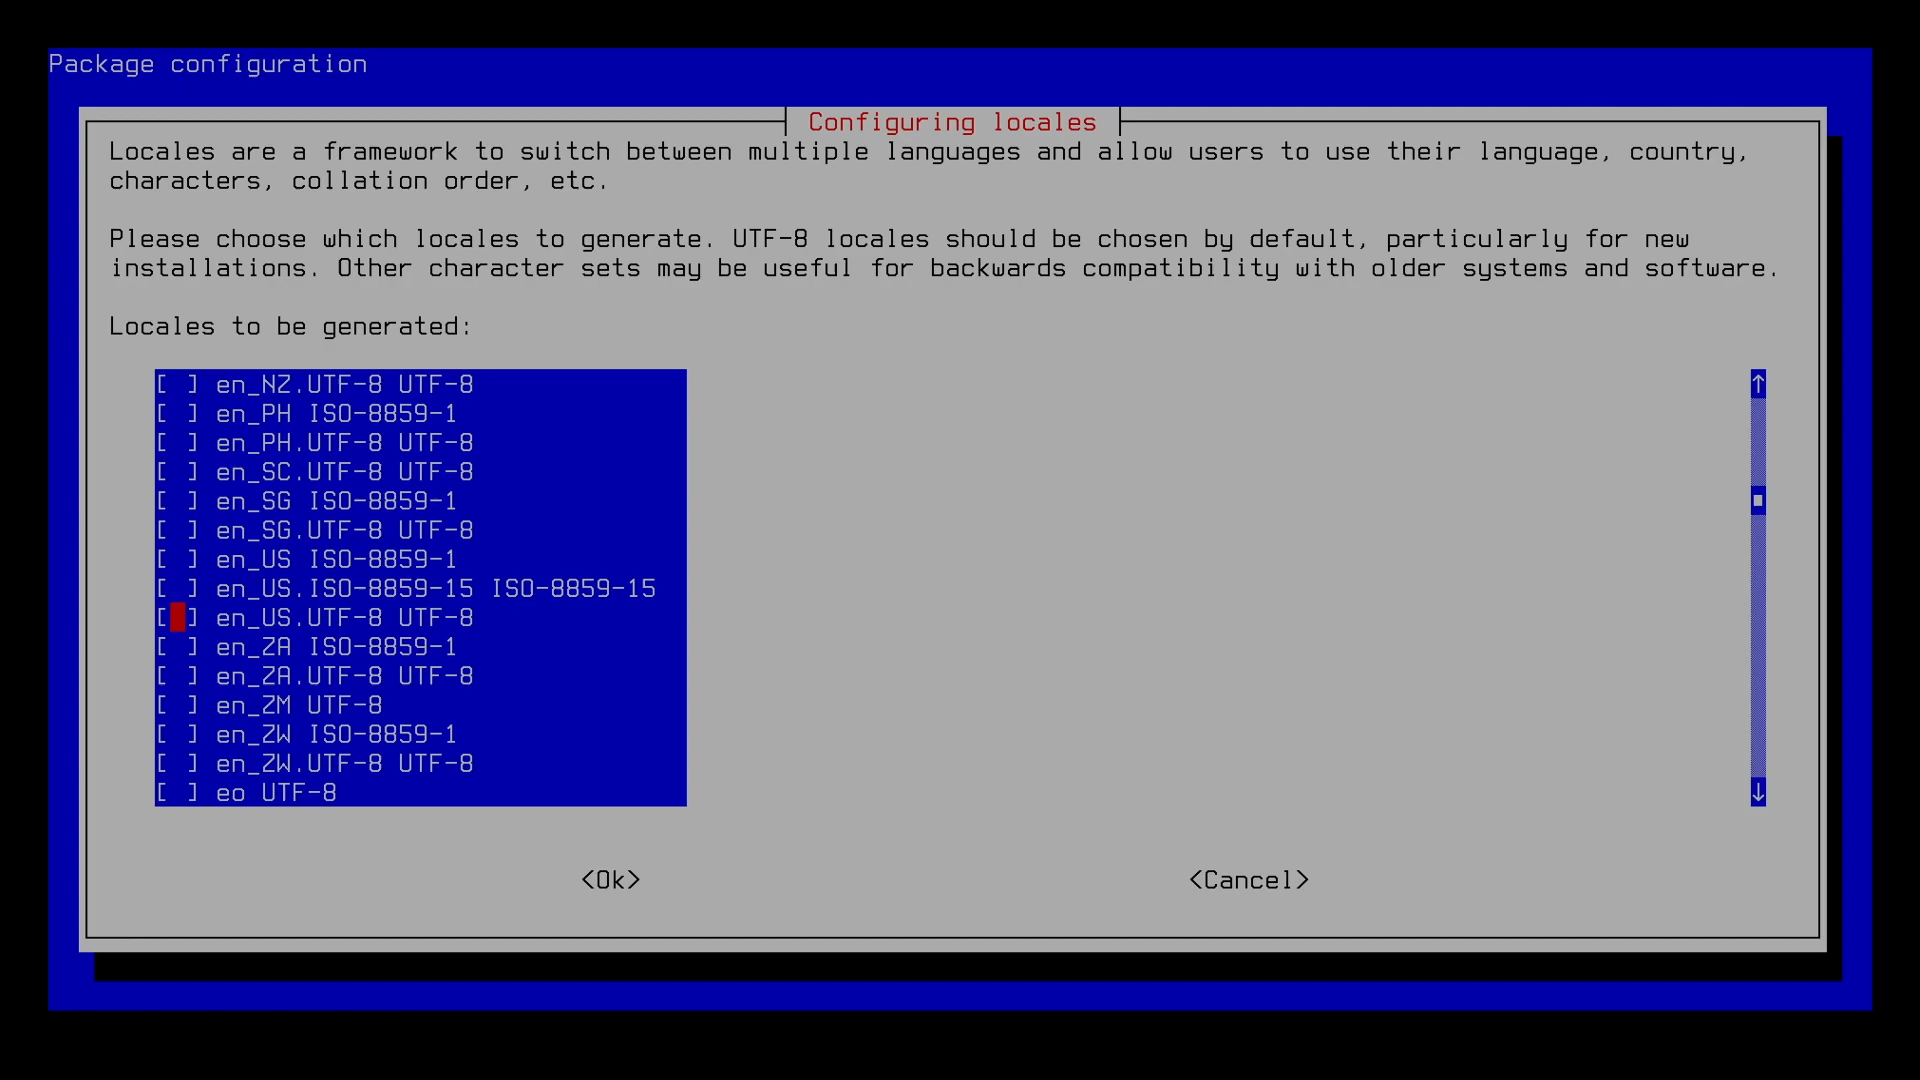 Package configuration
Configuring locales
Locales are a framework to switch between multiple languages and allow users to use their language, country,
characters, collation order, etc.
Please choose which locales to generate. UTF-8 locales should be chosen by default, particularly for new
installations. Other character sets may be useful for backwards compatibility with older systems and software.
Locales to be generated:
[ ] en_NZ.UTF-8 UTF-8
[ ] en_PH ISO-8859-1
[ ] en_PH.UTF-8 UTF-8
[ ] en_SC.UTF-8 UTF-8
[ ] en_SG ISO-8859-1
[ ] en_SG.UTF-8 UTF-8
[ ] en_US ISO-8859-1
[ ] en_US.ISO-8859-15 ISO-8859-15
[ ] en_US.UTF-8 UTF-8
[ ] en_ZA ISO-8859-1
[ ] en_ZA.UTF-8 UTF-8
[ ] en_ZM UTF-8
[ ] en_ZW ISO-8859-1
[ ] en_ZW.UTF-8 UTF-8
[ ] eo UTF-8
<Ok> <Cancel>